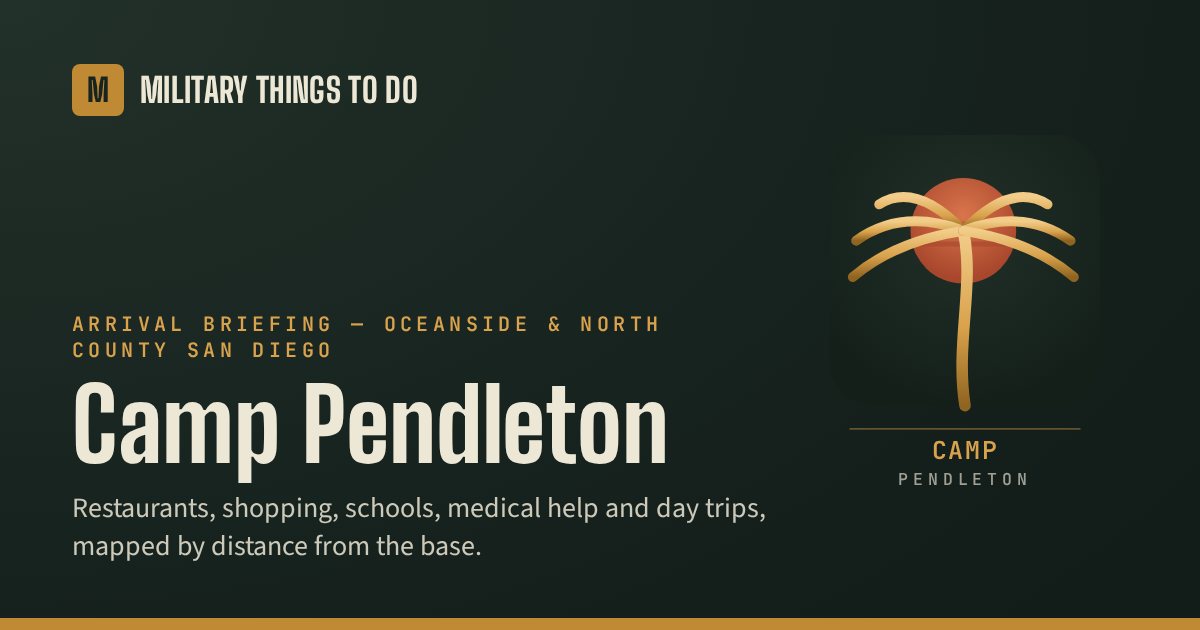 M
MILITARY THINGS TO DO
ARRIVAL BRIEFING — OCEANSIDE & NORTH
COUNTY SAN DIEGO
Camp Pendleton
Restaurants, shopping, schools, medical help and day trips,
mapped by distance from the base.
CAMP
PENDLETON